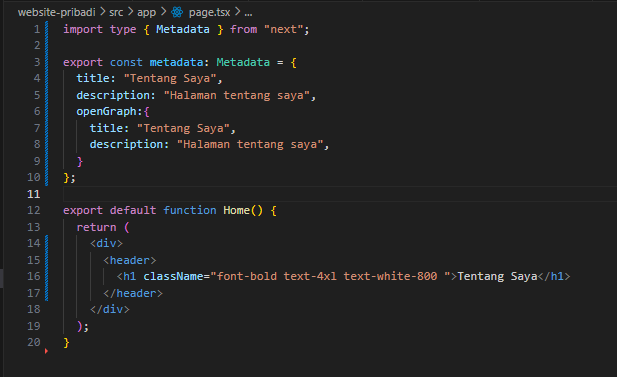 website-pribadi > src > app > page.tsx > ...
1 import type { Metadata } from "next";
2
3 export const metadata: Metadata = {
4   title: "Tentang Saya",
5   description: "Halaman tentang saya",
6   openGraph:{
7     title: "Tentang Saya",
8     description: "Halaman tentang saya",
9   }
10 };
11
12 export default function Home() {
13   return (
14     <div>
15       <header>
16         <h1 className="font-bold text-4xl text-white-800 ">Tentang Saya</h1>
17       </header>
18     </div>
19   );
20 }